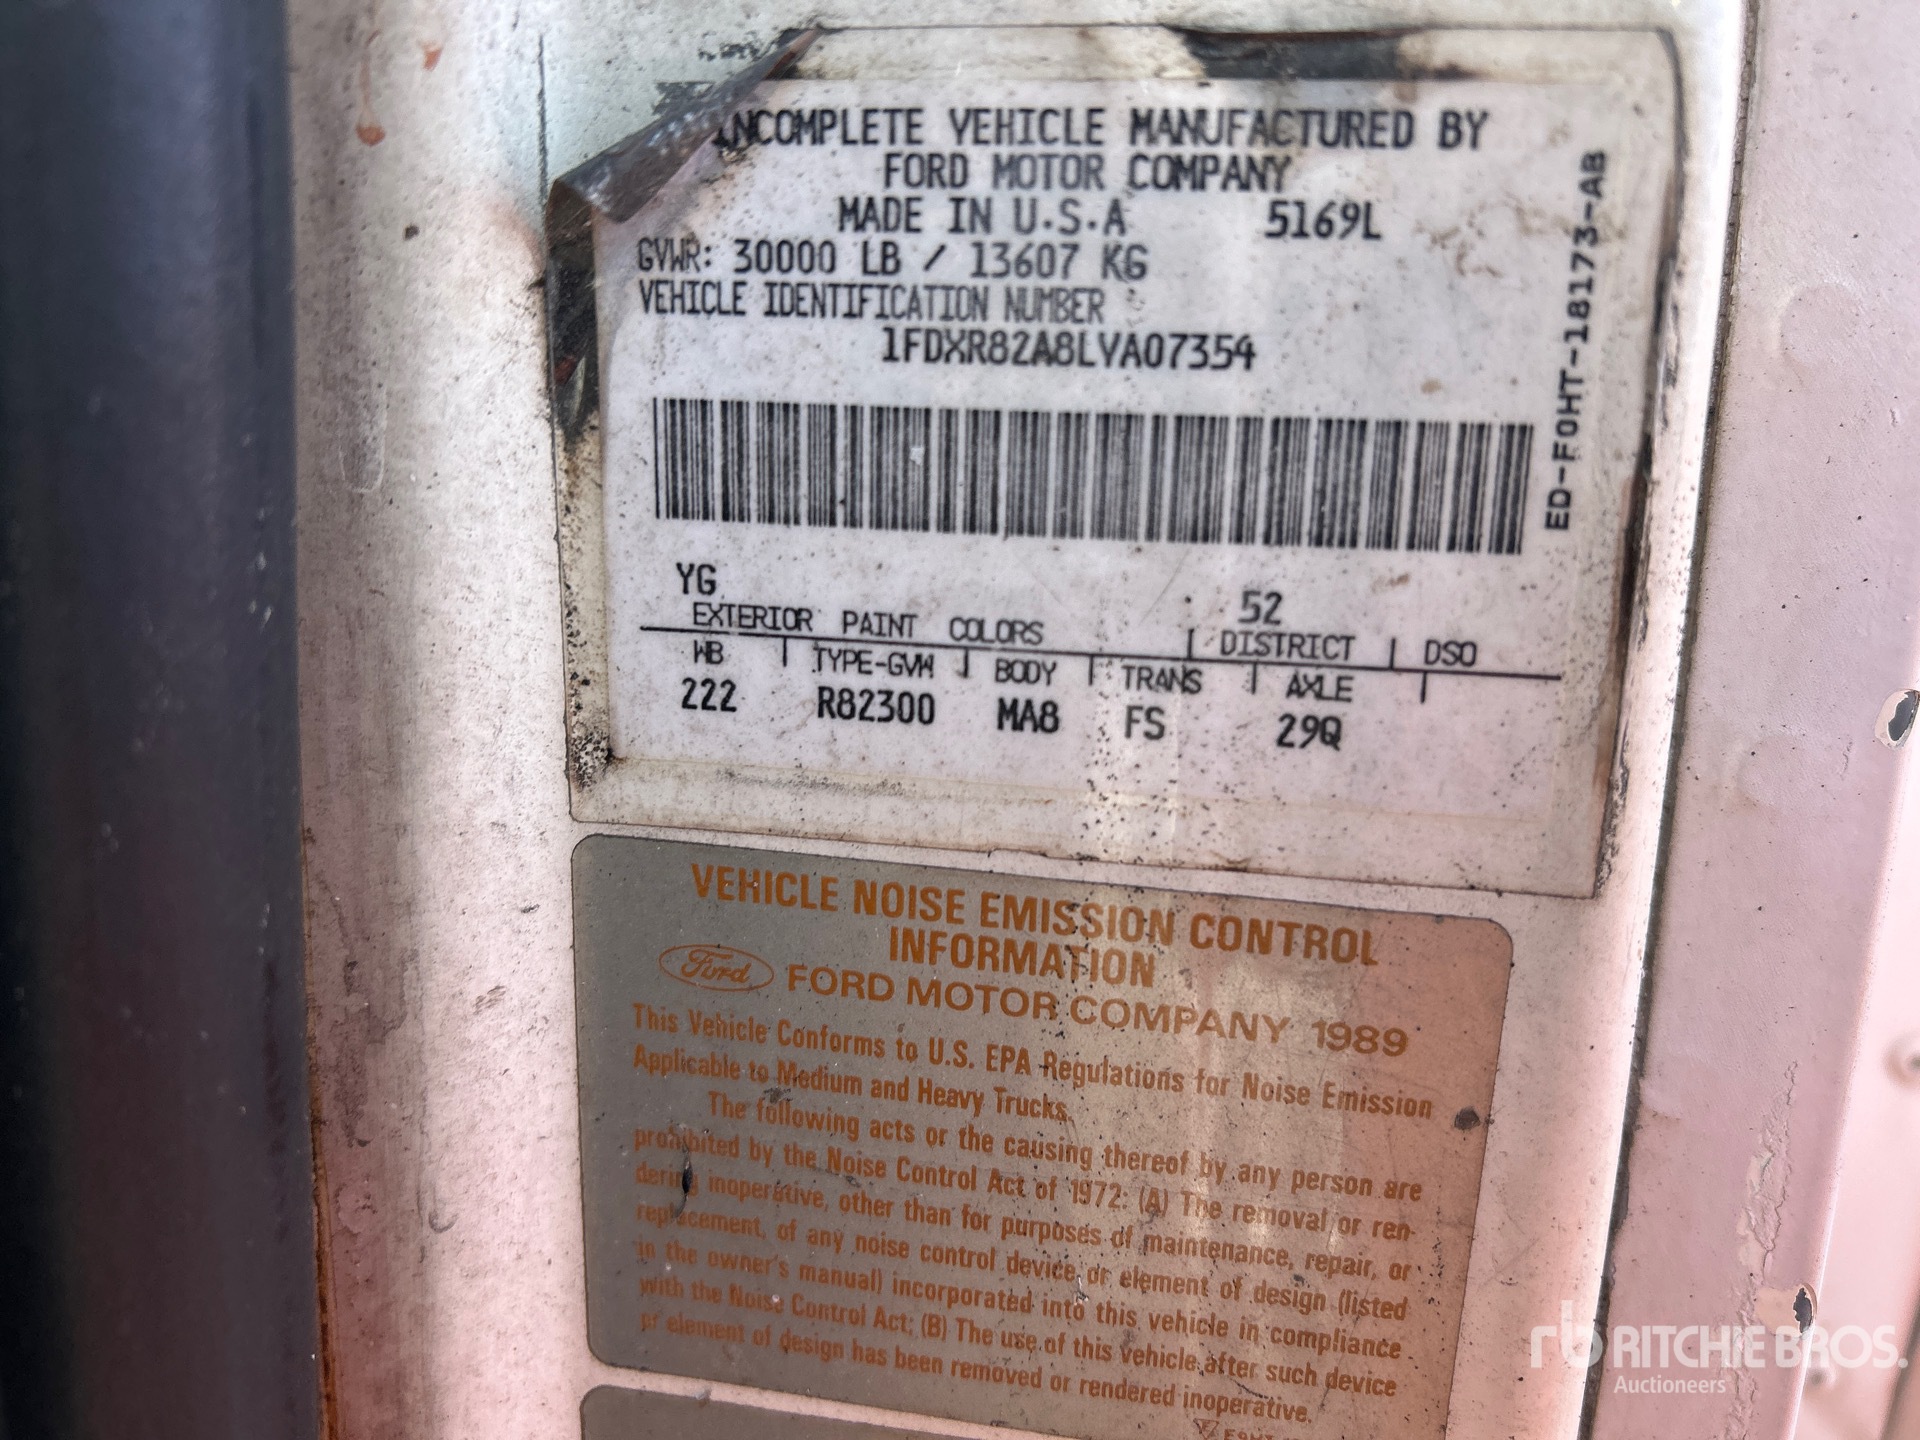 INCOMPLETE VEHICLE MANUFACTURED BY
FORD MOTOR COMPANY
MADE IN U.S.A 5169L
GVWR: 30000 LB / 13607 KG
VEHICLE IDENTIFICATION NUMBER
1FDXR82A8LVA07354
ED-F0HT-18173-AB
YG 52
EXTERIOR PAINT COLORS DISTRICT DSO
WB TYPE-GVW BODY TRANS AXLE
222 R82300 MA8 FS 29Q
VEHICLE NOISE EMISSION CONTROL
INFORMATION
Ford FORD MOTOR COMPANY 1989
This Vehicle Conforms to U.S. EPA Regulations for Noise Emission
Applicable to Medium and Heavy Trucks.
The following acts or the causing thereof by any person are
prohibited by the Noise Control Act of 1972: (A) The removal or ren-
dering inoperative, other than for purposes of maintenance, repair, or
replacement, of any noise control device or element of design (listed
in the owner's manual) incorporated into this vehicle in compliance
with the Noise Control Act; (B) The use of this vehicle after such device
or element of design has been removed or rendered inoperative.
rb RITCHIE BROS.
Auctioneers